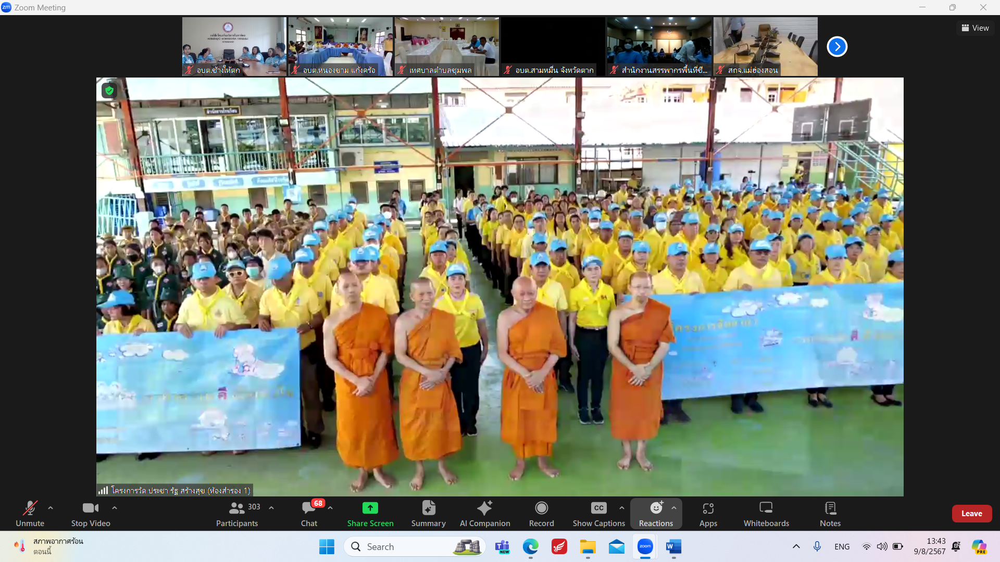 Zoom Meeting
View
อบต.ช้างให้ตก
อบต.หนองขาม แก้งคร้อ
เทศบาลตำบลชุมพล
อบต.สามหมื่น จังหวัดตาก
สำนักงานสรรพากรพื้นที่ชั...
สถจ.แม่ฮ่องสอน
โครงการวัด ประชา รัฐ สร้างสุข (ห้องสำรอง 1)
Unmute
Stop Video
303
Participants
68
Chat
Share Screen
Summary
AI Companion
Record
CC
Show Captions
Reactions
Apps
Whiteboards
Notes
Leave
สภาพอากาศร้อน
ตอนนี้
Search
NEW
zoom
W
ENG
13:43
9/8/2567
PRE